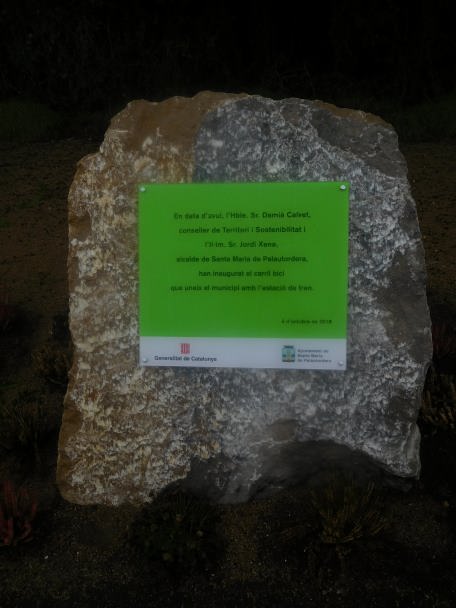 En data d'avui, l'Hble. Sr. Damià Calvet,
conseller de Territori i Sostenibilitat i
l'Il·lm. Sr. Jordi Xena,
alcalde de Santa Maria de Palautordera,
han inaugurat el carril bici
que uneix el municipi amb l'estació de tren.
d'octubre de 2018
Generalitat de Catalunya
Ajuntament de
Santa Maria
de Palautordera